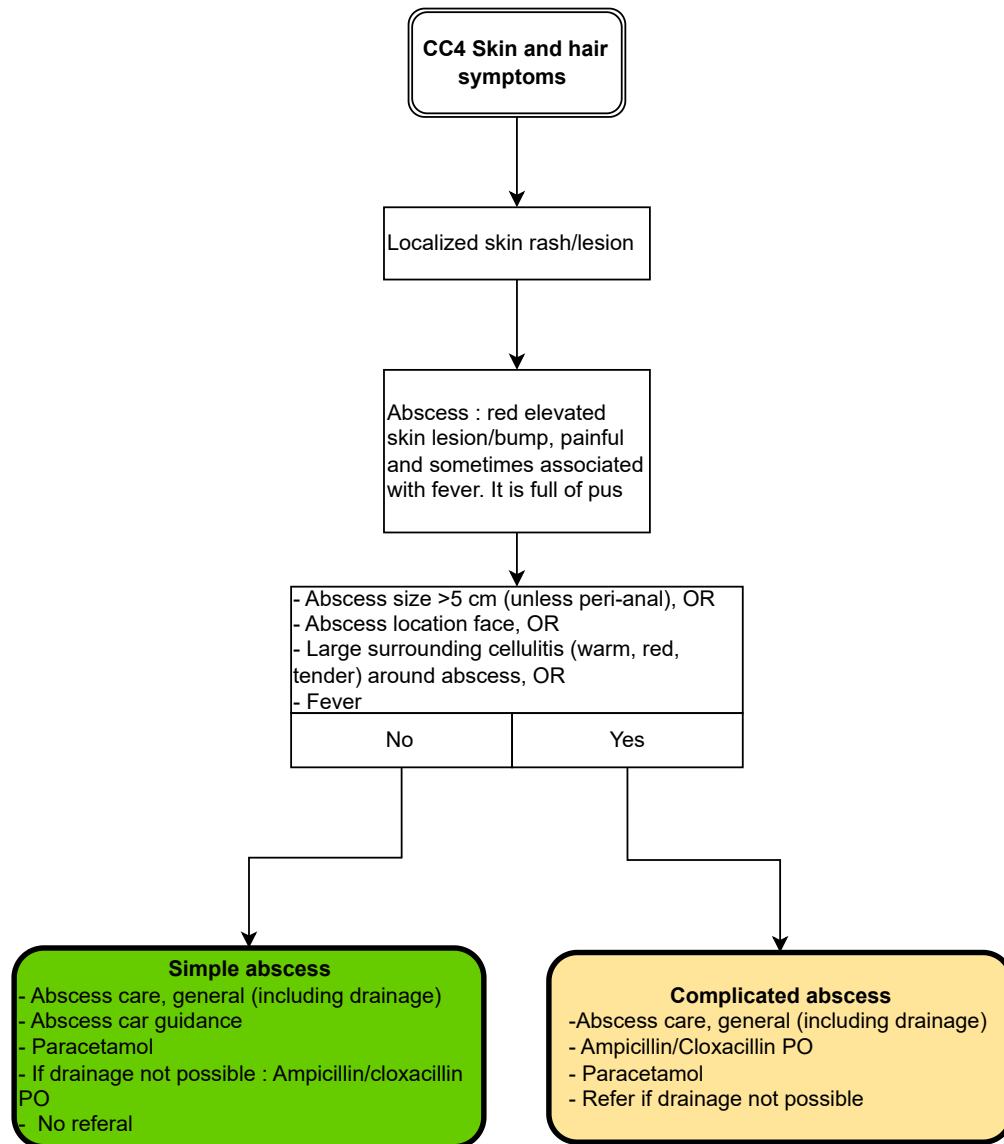 CC4 Skin and hair
symptoms
Localized skin rash/lesion
Abscess : red elevated
skin lesion/bump, painful
and sometimes associated
with fever. It is full of pus
- Abscess size >5 cm (unless peri-anal), OR
- Abscess location face, OR
- Large surrounding cellulitis (warm, red,
tender) around abscess, OR
- Fever
No
Yes
Simple abscess
- Abscess care, general (including drainage)
- Abscess car guidance
- Paracetamol
- If drainage not possible : Ampicillin/cloxacillin
PO
- No referal
Complicated abscess
-Abscess care, general (including drainage)
- Ampicillin/Cloxacillin PO
- Paracetamol
- Refer if drainage not possible